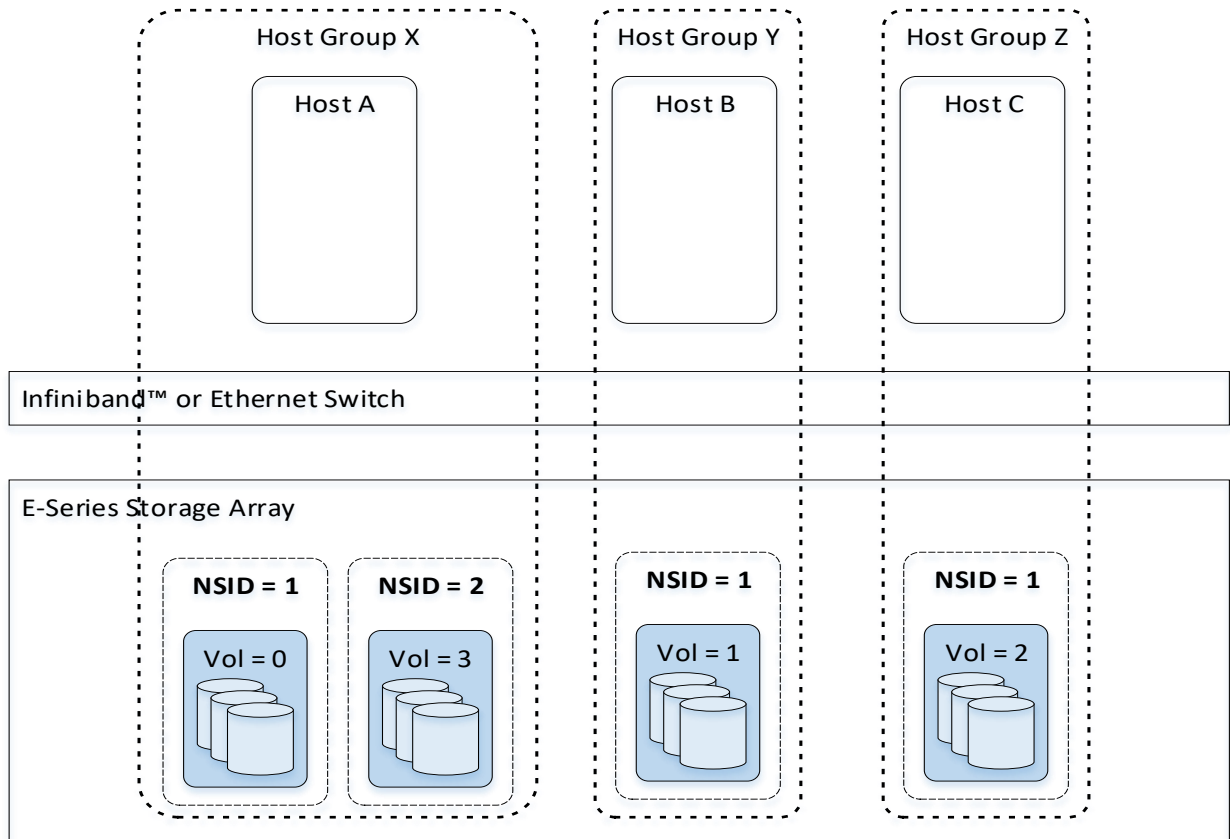 Host Group X
Host Group Y
Host Group Z
Host A
Host B
Host C
Infiniband™ or Ethernet Switch
E-Series Storage Array
NSID = 1
NSID = 2
NSID = 1
NSID = 1
Vol = 0
Vol = 3
Vol = 1
Vol = 2